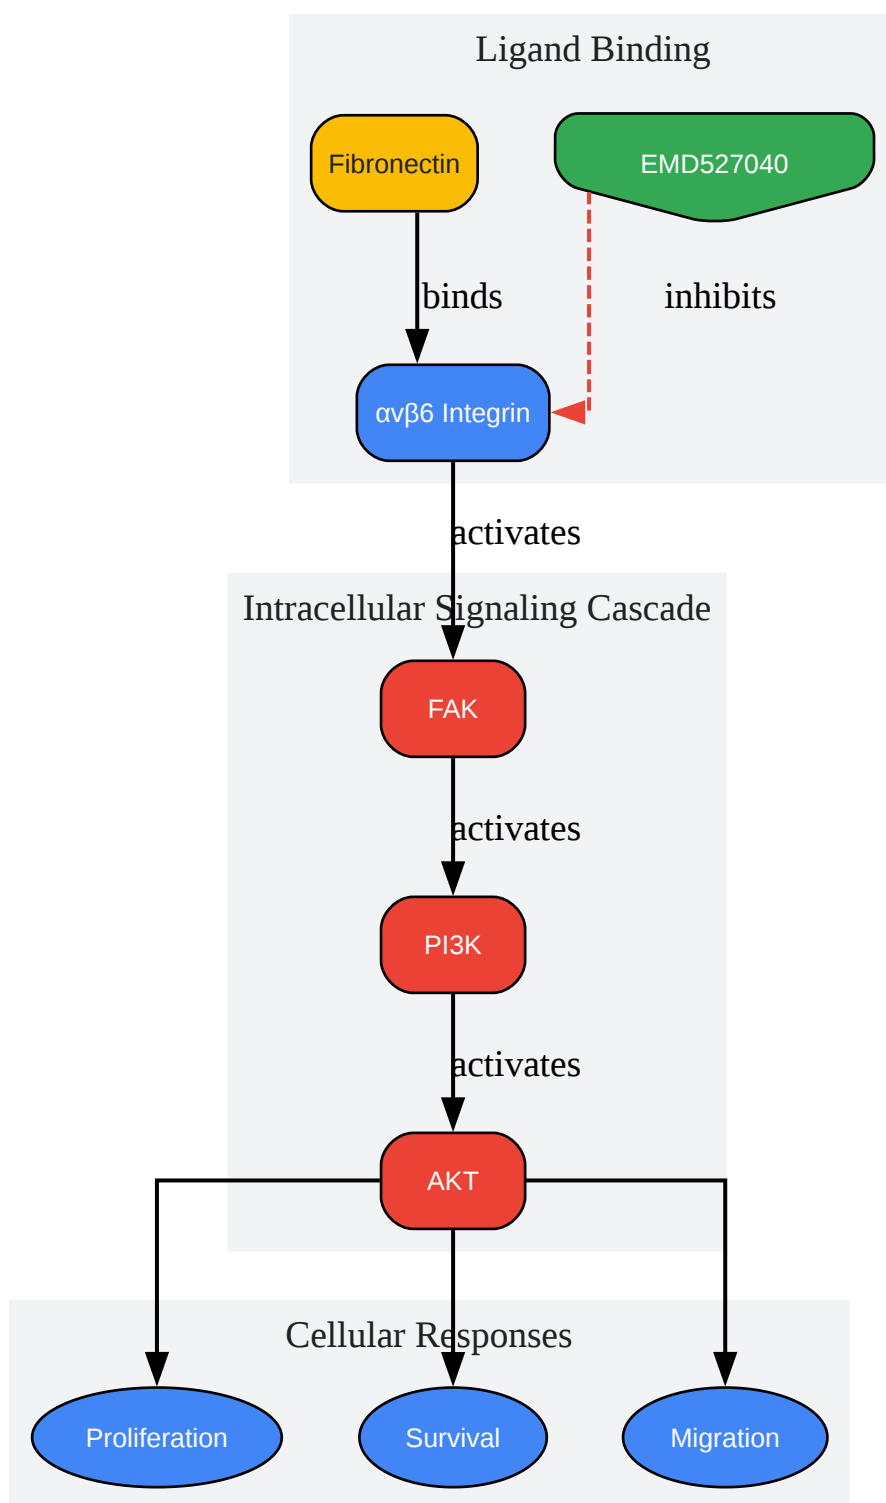 Ligand Binding
Fibronectin
EMD527040
binds
inhibits
αvβ6 Integrin
activates
Intracellular Signaling Cascade
FAK
activates
PI3K
activates
AKT
Cellular Responses
Proliferation
Survival
Migration